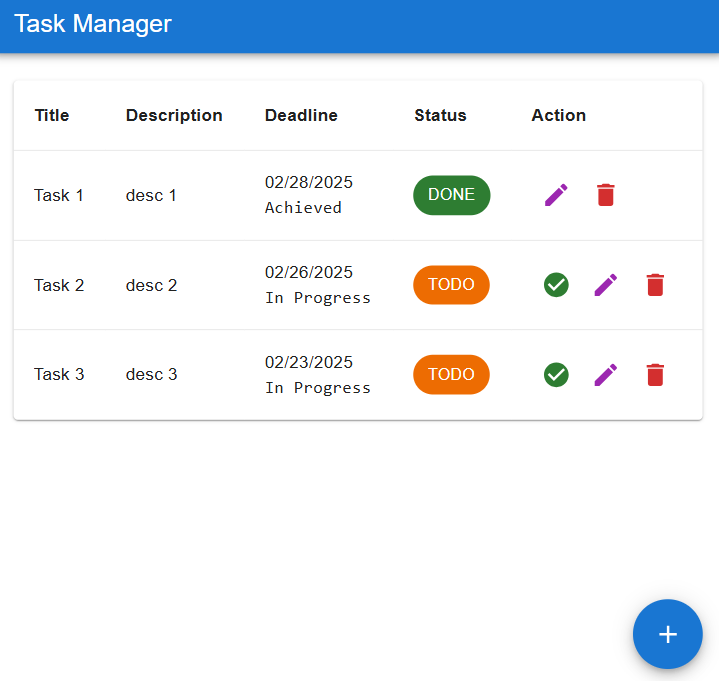 Task Manager
Title Description Deadline Status Action
Task 1 desc 1 02/28/2025 Achieved DONE
Task 2 desc 2 02/26/2025 In Progress TODO
Task 3 desc 3 02/23/2025 In Progress TODO
+